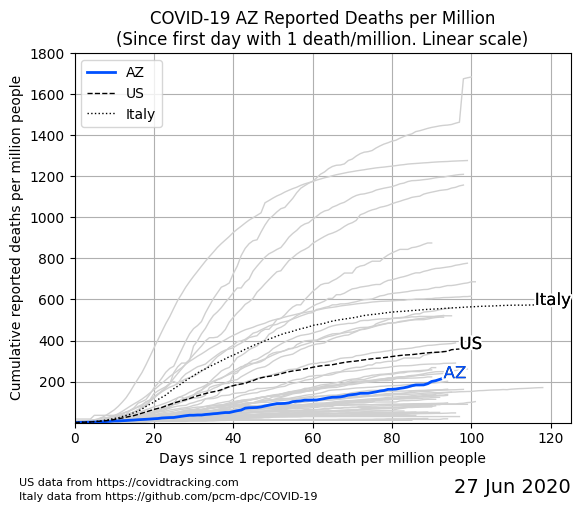 COVID-19 AZ Reported Deaths per Million
(Since first day with 1 death/million. Linear scale)
1800
1600
1400
1200
1000
800
600
400
200
Cumulative reported deaths per million people
AZ
US
Italy
Italy
US
AZ
0 20 40 60 80 100 120
Days since 1 reported death per million people
US data from https://covidtracking.com
Italy data from https://github.com/pcm-dpc/COVID-19
27 Jun 2020